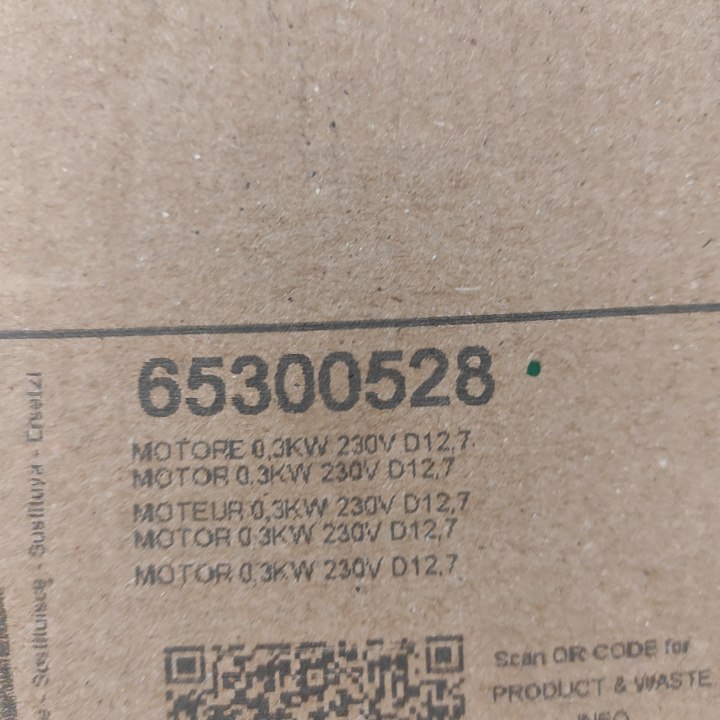 65300528
MOTORE 0,3KW 230V D12,7
MOTOR 0,3KW 230V D12,7
MOTEUR 0,3KW 230V D12,7
MOTOR 0,3KW 230V D12,7
MOTOR 0,3KW 230V D12,7
Sostituisce - Sustituya - Ersetzt
Scan QR CODE for
PRODUCT & WASTE
INFO